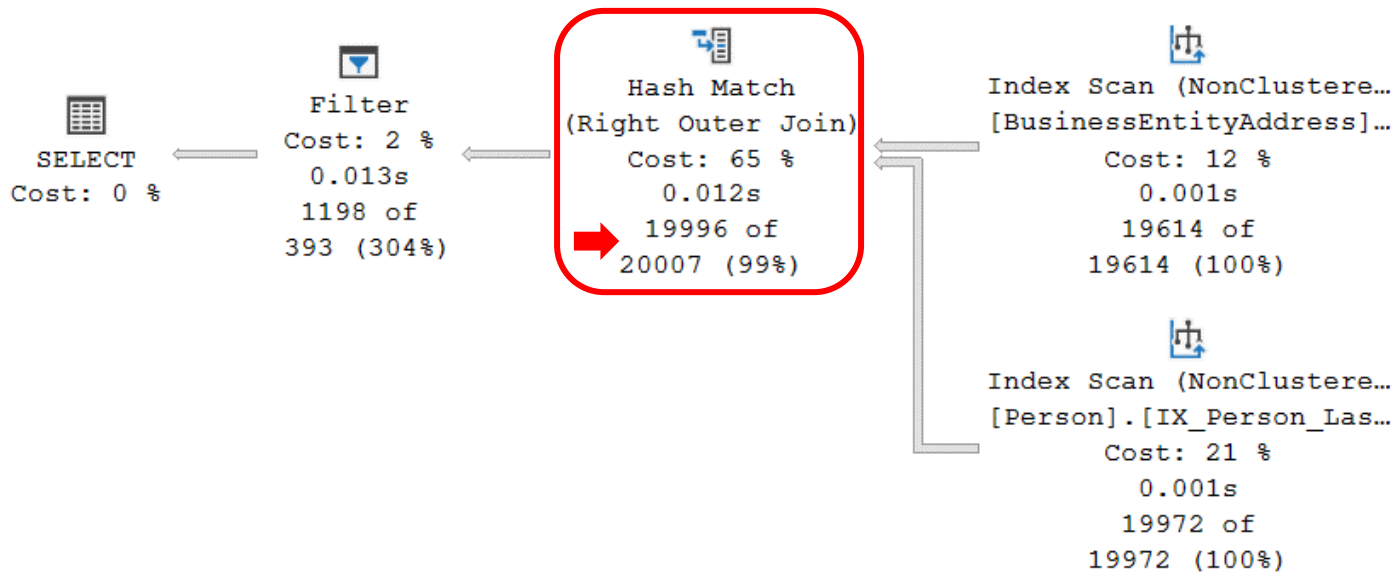 SELECT
Cost: 0 %
Filter
Cost: 2 %
0.013s
1198 of
393 (304%)
Hash Match
(Right Outer Join)
Cost: 65 %
0.012s
19996 of
20007 (99%)
Index Scan (NonClustere…
[BusinessEntityAddress]…
Cost: 12 %
0.001s
19614 of
19614 (100%)
Index Scan (NonClustere…
[Person].[IX_Person_Las…
Cost: 21 %
0.001s
19972 of
19972 (100%)